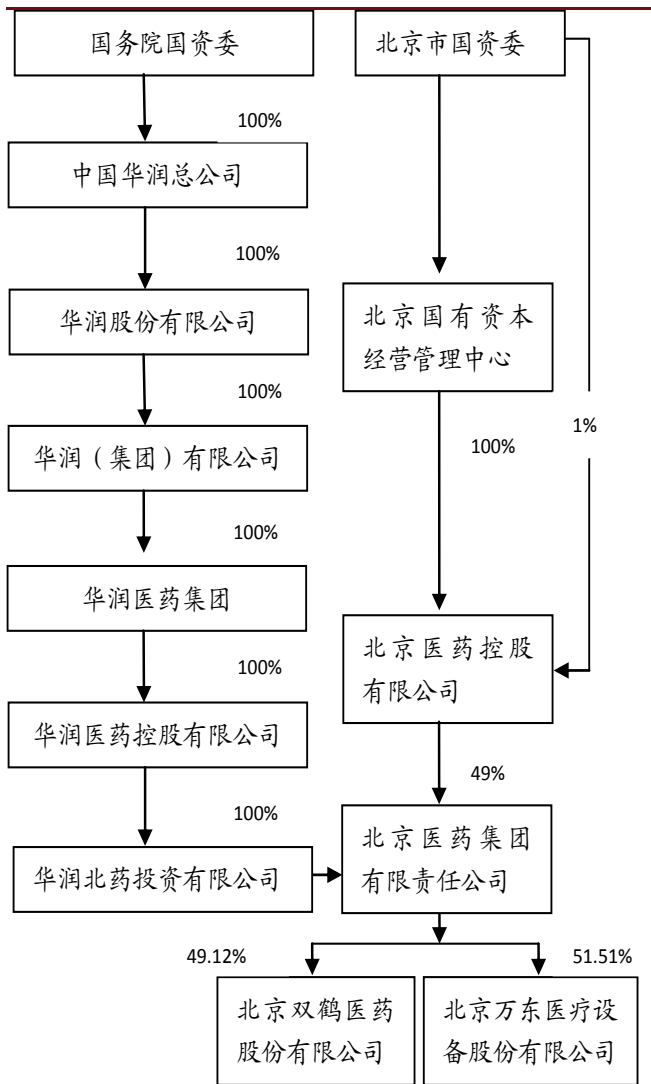 国务院国资委
北京市国资委
100%
中国华润总公司
100%
华润股份有限公司
北京国有资本
经营管理中心
100%
1%
100%
华润（集团）有限公司
100%
华润医药集团
北京医药控股
有限公司
100%
华润医药控股有限公司
49%
100%
北京医药集团
有限责任公司
华润北药投资有限公司
49.12%
51.51%
北京双鹤医药
股份有限公司
北京万东医疗设
备股份有限公司